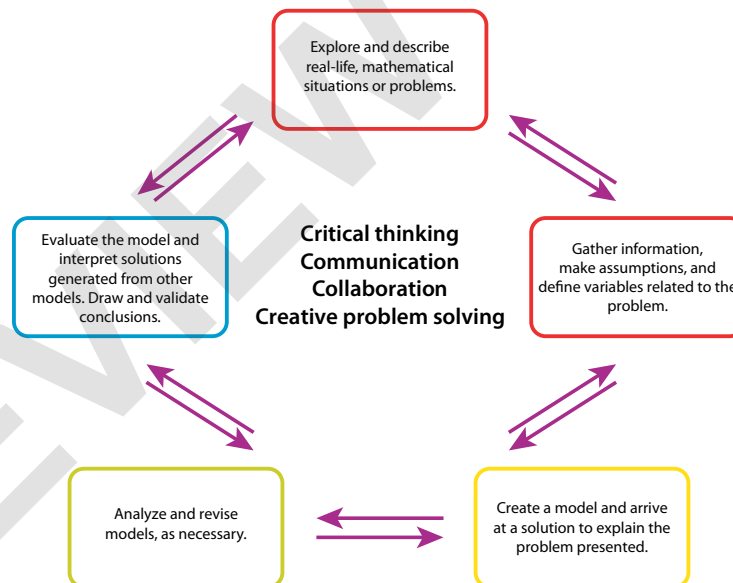 Explore and describe
real-life, mathematical
situations or problems.
Evaluate the model and
interpret solutions
generated from other
models. Draw and validate
conclusions.
Critical thinking
Communication
Collaboration
Creative problem solving
Gather information,
make assumptions, and
define variables related to the
problem.
Analyze and revise
models, as necessary.
Create a model and arrive
at a solution to explain the
problem presented.